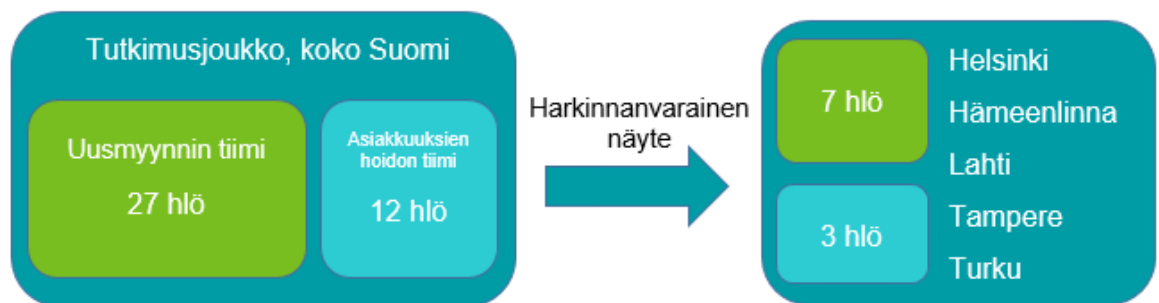 Tutkimusjoukko, koko Suomi
Uusmyynnin tiimi
27 hlö
Asiakkuuksien
hoidon tiimi
12 hlö
Harkinnanvarainen
näyte
7 hlö
3 hlö
Helsinki
Hämeenlinna
Lahti
Tampere
Turku